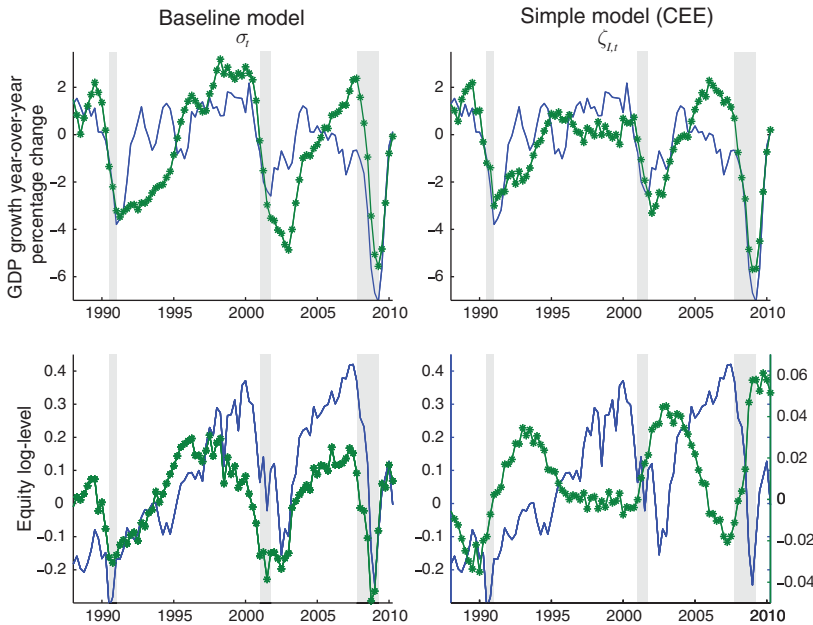 Baseline model
σt
Simple model (CEE)
ζI,t
GDP growth year-over-year
percentage change
2
0
−2
−4
−6
1990 1995 2000 2005 2010
2
0
−2
−4
−6
1990 1995 2000 2005 2010
Equity log-level
0.4
0.3
0.2
0.1
0
−0.1
−0.2
1990 1995 2000 2005 2010
0.4
0.3
0.2
0.1
0
−0.1
−0.2
1990 1995 2000 2005 2010
0.06
0.04
0.02
0
−0.02
−0.04